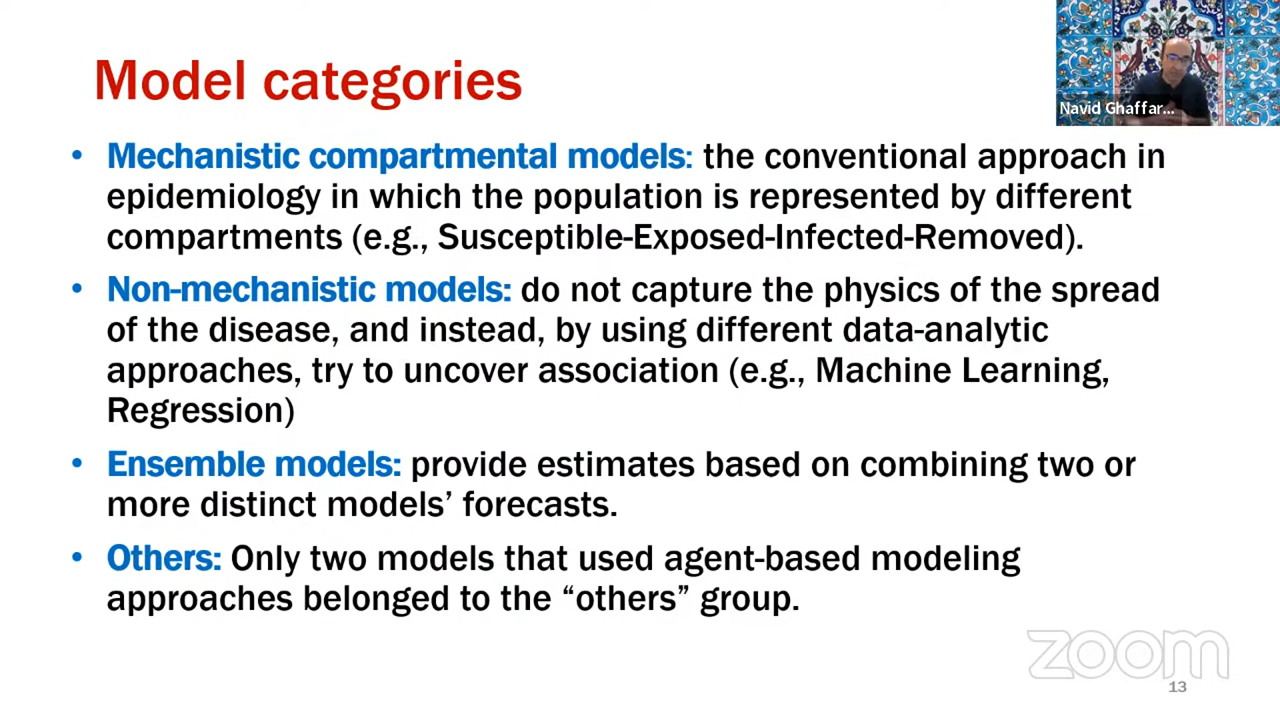 Model categories
Navid Ghaffar...
• Mechanistic compartmental models: the conventional approach in
epidemiology in which the population is represented by different
compartments (e.g., Susceptible-Exposed-Infected-Removed).
• Non-mechanistic models: do not capture the physics of the spread
of the disease, and instead, by using different data-analytic
approaches, try to uncover association (e.g., Machine Learning,
Regression)
• Ensemble models: provide estimates based on combining two or
more distinct models’ forecasts.
• Others: Only two models that used agent-based modeling
approaches belonged to the “others” group.
zoom
13